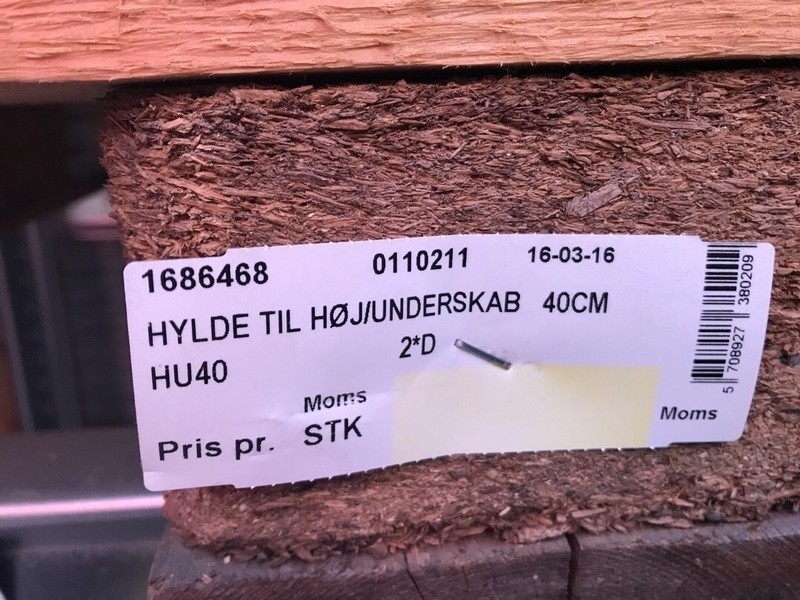 1686468 0110211 16-03-16
HYLDE TIL HØJ/UNDERSKAB 40CM
HU40 2*D
Moms
Pris pr. STK
Moms
5 708927 380209